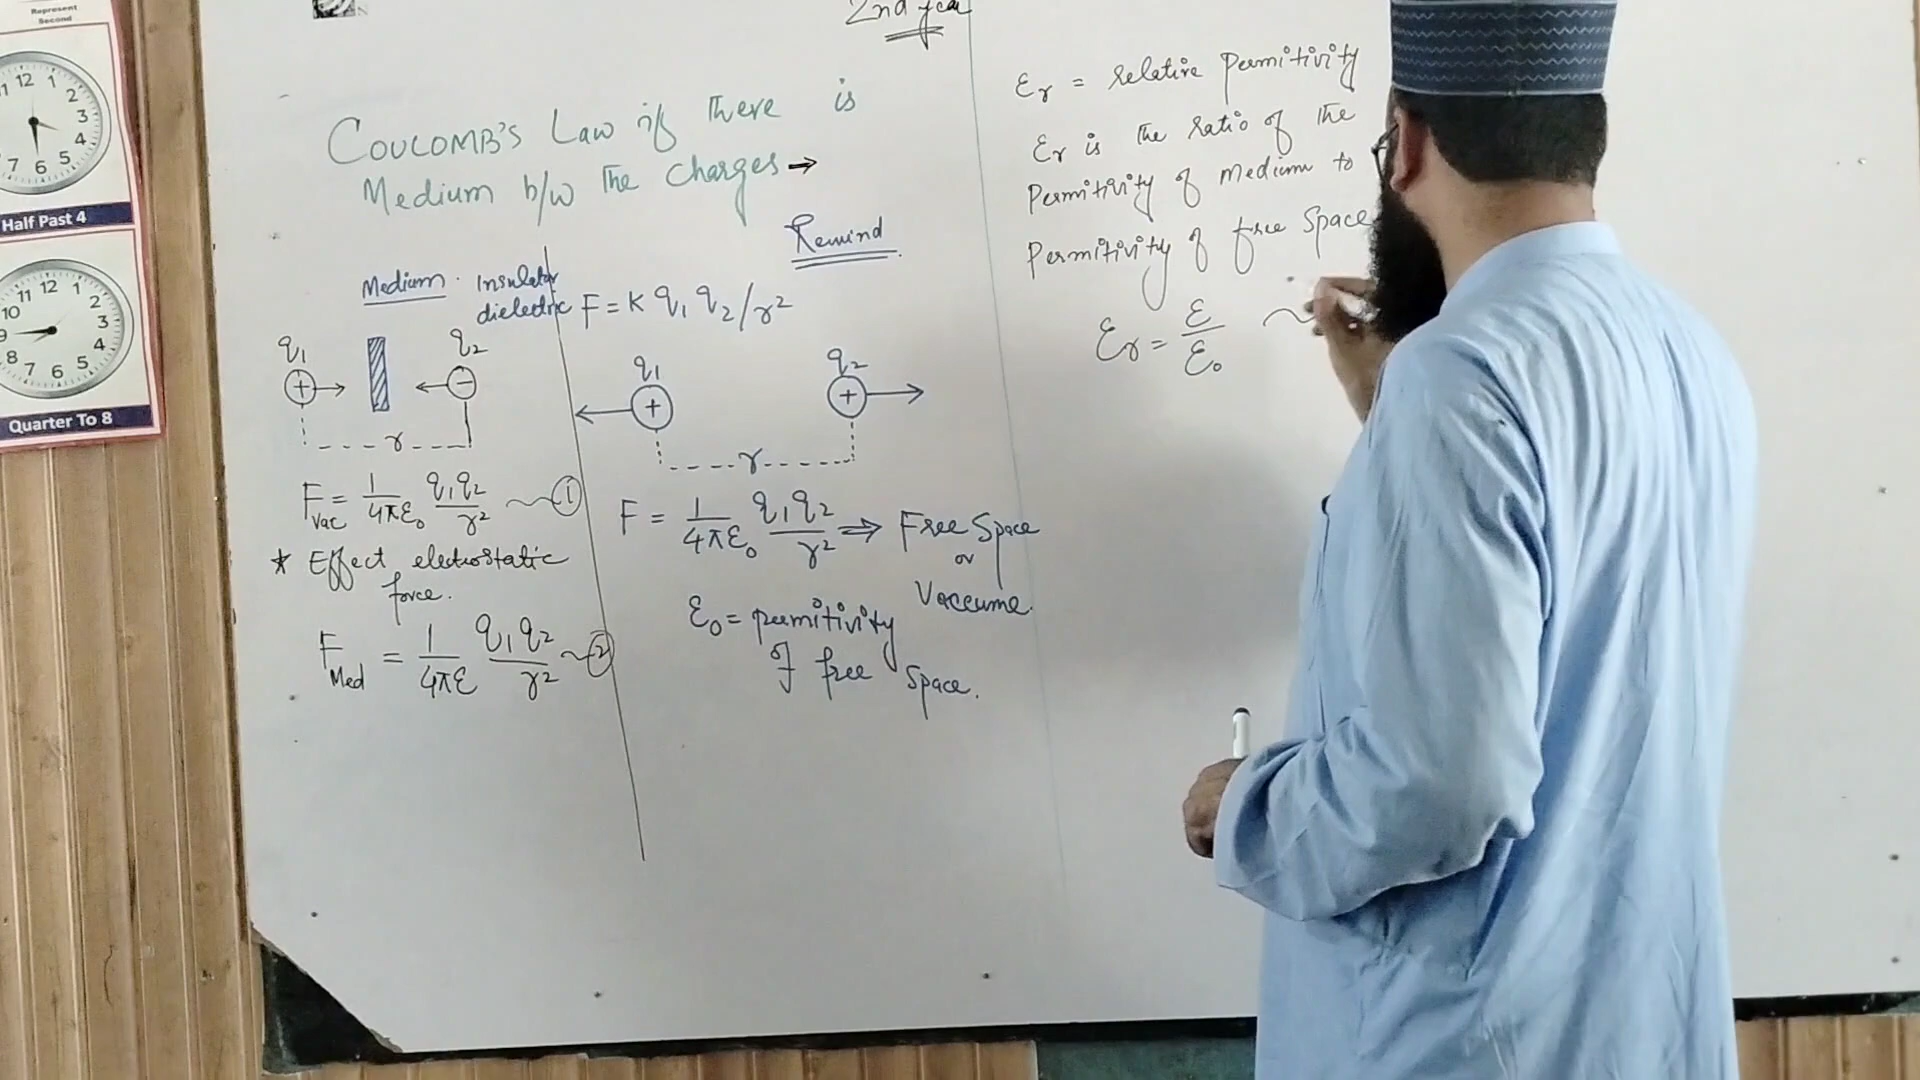 Represent
Second
12 1
11
2
3
4
5
6
7
Half Past 4
11 12 1
10
2
9
3
8
4
7 6 5
Quarter To 8
2nd year
COULOMB'S Law if There is
Medium b/w The Charges →
Remind
Medium. Insulator
dielectric
q₁ q₂
+ → ← −
r
F_Vac = 1/4πε₀ q₁q₂/r² ~ ①
* Effect electrostatic
force.
F_Med = 1/4πε q₁q₂/r² ~ ②
F = K q₁ q₂/r²
q₁ q₂
← + + →
r
F = 1/4πε₀ q₁q₂/r² ⇒ Free Space
or
Vaccume.
ε₀ = permitivity
of free space.
εr = relative Permitivity
εr is the ratio of the
Permitivity of medium to
Permitivity of free Space
εr = ε/ε₀ ~